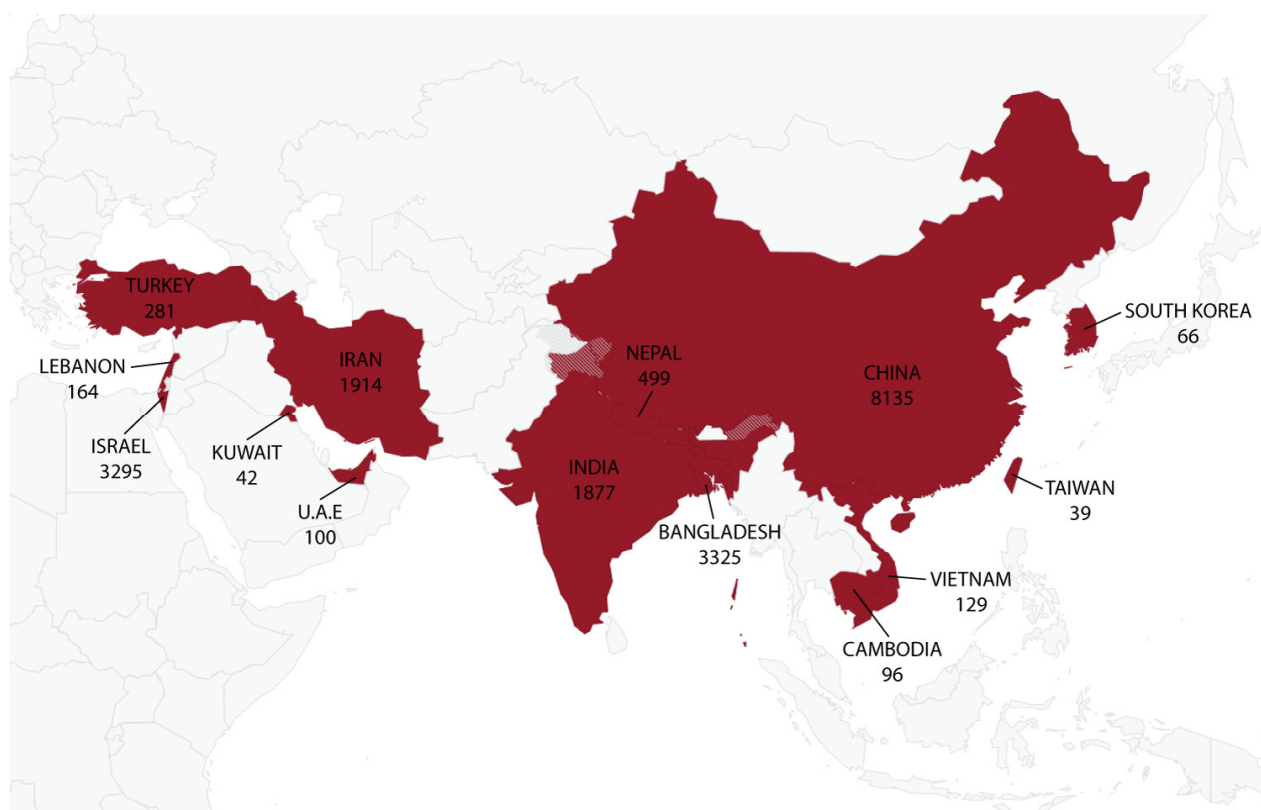 TURKEY
281
LEBANON
164
ISRAEL
3295
IRAN
1914
KUWAIT
42
U.A.E
100
NEPAL
499
INDIA
1877
BANGLADESH
3325
CHINA
8135
SOUTH KOREA
66
TAIWAN
39
VIETNAM
129
CAMBODIA
96